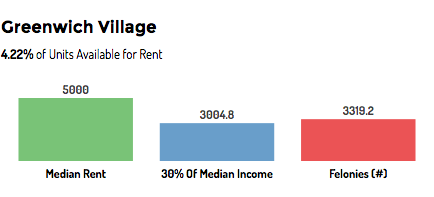 Greenwich Village
4.22% of Units Available for Rent
5000
3004.8
3319.2
Median Rent
30% Of Median Income
Felonies (#)